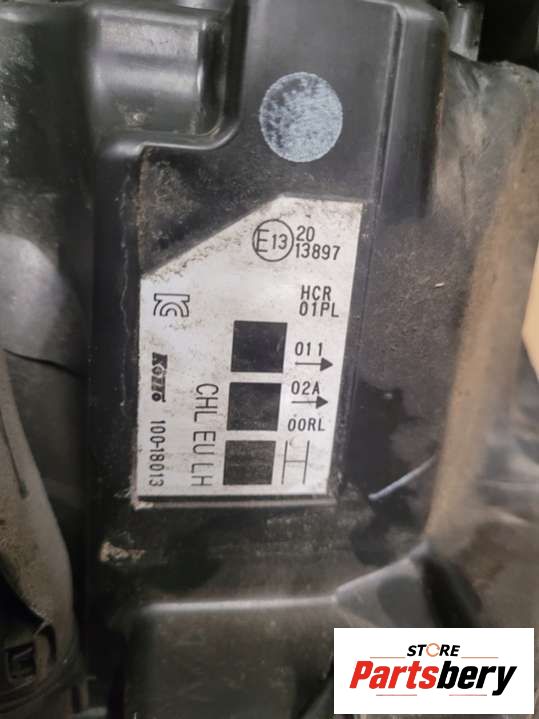 E13 20
13897
HCR
01PL
011
02A
00RL
KOITO
100-18013
CHL EU LH
STORE
Partsbery